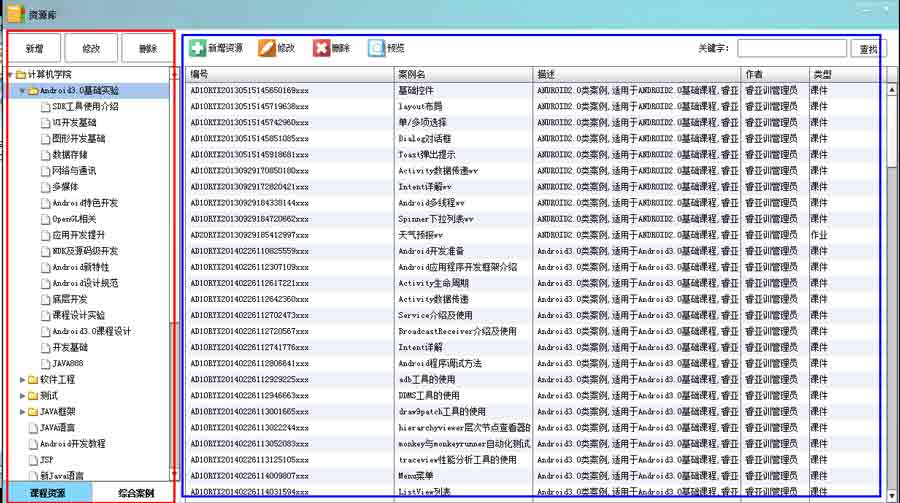 资源库
新增 修改 删除
新增资源 修改 删除 预览 关键字: 查找
计算机学院
Android3.0基础实验
SDK工具使用介绍
UI开发基础
图形开发基础
数据存储
网络与通讯
多媒体
Android特色开发
OpenGL相关
应用开发提升
NDK及源码级开发
Android新特性
Android设计规范
底层开发
课程设计实验
Android3.0课程设计
开发基础
JAVA888
软件工程
测试
JAVA框架
JAVA语言
Android开发教程
JSP
新Java语言
课程资源 综合案例
编号 案例名 描述 作者 类型
AD10RYX20130515145650169xxx 基础控件 ANDROID2.0类案例,适用于ANDROID2.0基础课程,睿亚 睿亚训管理员 课件
AD10RYX20130515145719638xxx layout布局 ANDROID2.0类案例,适用于ANDROID2.0基础课程,睿亚 睿亚训管理员 课件
AD10RYX20130515145742960xxx 单/多项选择 ANDROID2.0类案例,适用于ANDROID2.0基础课程,睿亚 睿亚训管理员 课件
AD10RYX20130515145851085xxx Dialog对话框 ANDROID2.0类案例,适用于ANDROID2.0基础课程,睿亚 睿亚训管理员 课件
AD10RYX20130515145918681xxx Toast弹出提示 ANDROID2.0类案例,适用于ANDROID2.0基础课程,睿亚 睿亚训管理员 课件
AD10RYX20130929170850180xxx Activity数据传递wv ANDROID2.0类案例,适用于ANDROID2.0基础课程,睿亚 睿亚训管理员 课件
AD10RYX20130929172820421xxx Intent详解wv ANDROID2.0类案例,适用于ANDROID2.0基础课程,睿亚 睿亚训管理员 课件
AD10RYX20130929184338144xxx Android多线程wv ANDROID2.0类案例,适用于ANDROID2.0基础课程,睿亚 睿亚训管理员 课件
AD10RYX20130929184720662xxx Spinner下拉列表wv ANDROID2.0类案例,适用于ANDROID2.0基础课程,睿亚 睿亚训管理员 课件
AD20RYX20130929185412997xxx 天气预报wv ANDROID2.0类案例,适用于ANDROID2.0基础课程,睿亚 睿亚训管理员 作业
AD10RYX20140226110825559xxx Android开发准备 Android3.0类案例,适用于Android3.0基础课程,睿亚 睿亚训管理员 课件
AD10RYX20140226112307109xxx Android应用程序开发框架介绍 Android3.0类案例,适用于Android3.0基础课程,睿亚 睿亚训管理员 课件
AD10RYX20140226112617221xxx Activity生命周期 Android3.0类案例,适用于Android3.0基础课程,睿亚 睿亚训管理员 课件
AD10RYX20140226112642360xxx Activity数据传递 Android3.0类案例,适用于Android3.0基础课程,睿亚 睿亚训管理员 课件
AD10RYX20140226112702473xxx Service介绍及使用 Android3.0类案例,适用于Android3.0基础课程,睿亚 睿亚训管理员 课件
AD10RYX20140226112720567xxx BroadcastReceiver介绍及使用 Android3.0类案例,适用于Android3.0基础课程,睿亚 睿亚训管理员 课件
AD10RYX20140226112741776xxx Intent详解 Android3.0类案例,适用于Android3.0基础课程,睿亚 睿亚训管理员 课件
AD10RYX20140226112806641xxx Android程序调试方法 Android3.0类案例,适用于Android3.0基础课程,睿亚 睿亚训管理员 课件
AD10RYX20140226112929225xxx adb工具的使用 Android3.0类案例,适用于Android3.0基础课程,睿亚 睿亚训管理员 课件
AD10RYX20140226112946663xxx DDMS工具的使用 Android3.0类案例,适用于Android3.0基础课程,睿亚 睿亚训管理员 课件
AD10RYX20140226113001665xxx draw9patch工具的使用 Android3.0类案例,适用于Android3.0基础课程,睿亚 睿亚训管理员 课件
AD10RYX20140226113022244xxx hierarchyviewer层次节点查看器的 Android3.0类案例,适用于Android3.0基础课程,睿亚 睿亚训管理员 课件
AD10RYX20140226113052083xxx monkey与monkeyrunner自动化测试 Android3.0类案例,适用于Android3.0基础课程,睿亚 睿亚训管理员 课件
AD10RYX20140226113125105xxx traceview性能分析工具的使用 Android3.0类案例,适用于Android3.0基础课程,睿亚 睿亚训管理员 课件
AD10RYX20140226114009807xxx Menu菜单 Android3.0类案例,适用于Android3.0基础课程,睿亚 睿亚训管理员 课件
AD10RYX20140226114031594xxx ListView列表 Android3.0类案例,适用于Android3.0基础课程,睿亚 睿亚训管理员 课件